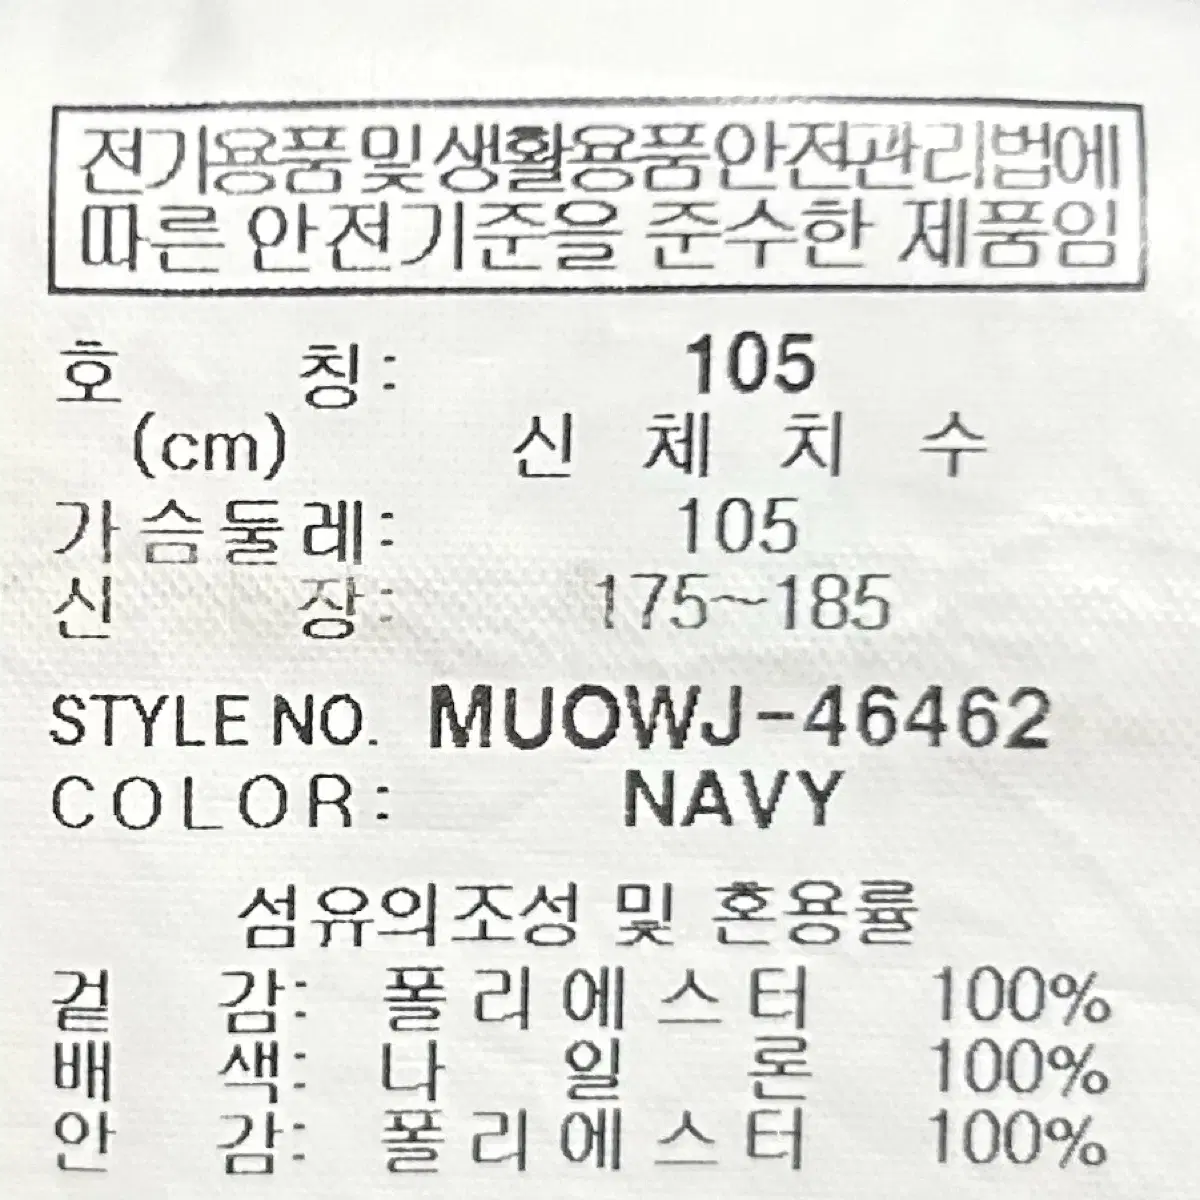 전기용품및생활용품안전관리법에
따른 안전기준을 준수한 제품임
호 칭: 105
(cm) 신 체 치 수
가슴둘레: 105
신 장: 175~185
STYLE NO. MUOWJ-46462
COLOR: NAVY
섬유의조성 및 혼용률
겉 감: 폴리에스터 100%
배 색: 나 일 론 100%
안 감: 폴리에스터 100%